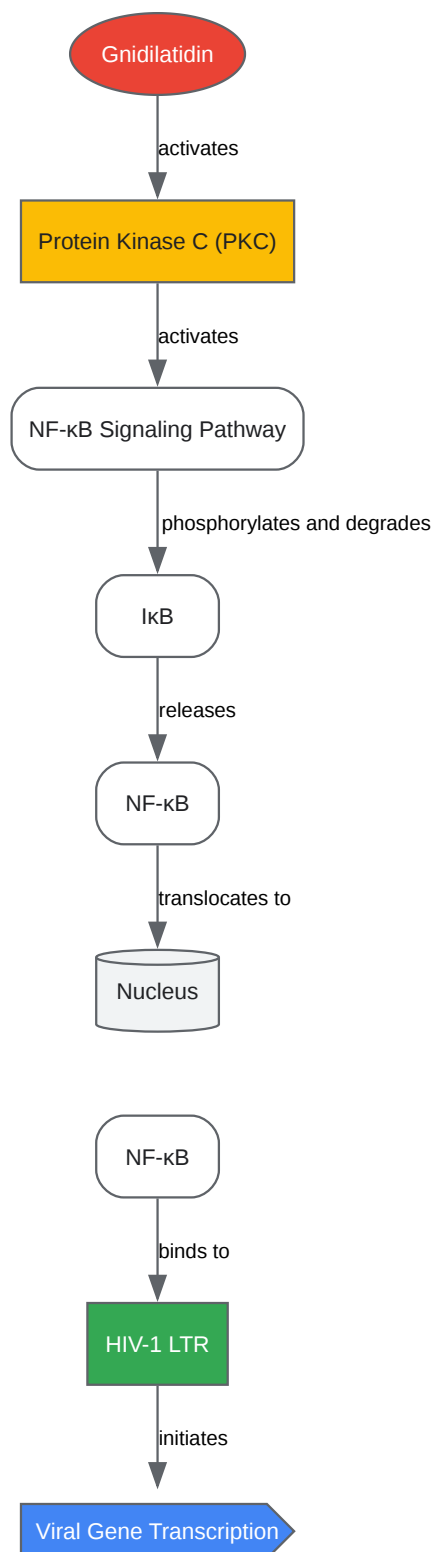 Gnidilatidin
activates
Protein Kinase C (PKC)
activates
NF-κB Signaling Pathway
phosphorylates and degrades
IκB
releases
NF-κB
translocates to
Nucleus
NF-κB
binds to
HIV-1 LTR
initiates
Viral Gene Transcription